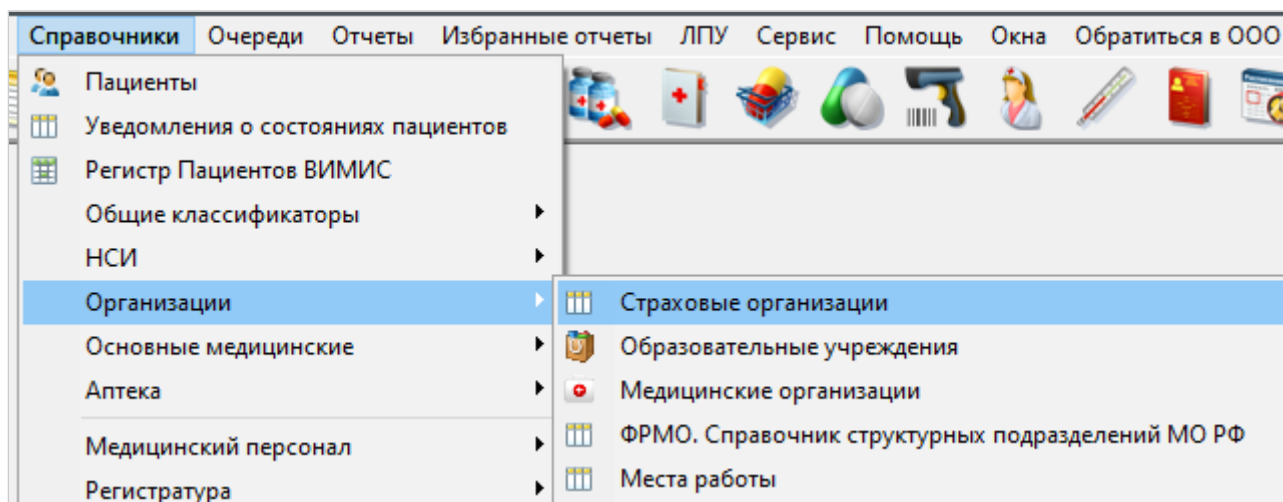 Справочники Очереди Отчеты Избранные отчеты ЛПУ Сервис Помощь Окна Обратиться в ООО
Пациенты
Уведомления о состояниях пациентов
Регистр Пациентов ВИМИС
Общие классификаторы
НСИ
Организации
Страховые организации
Основные медицинские
Образовательные учреждения
Аптека
Медицинские организации
Медицинский персонал
ФРМО. Справочник структурных подразделений МО РФ
Регистратура
Места работы